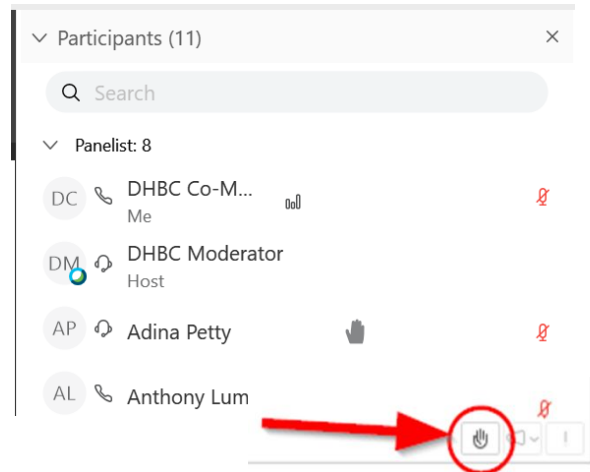 Participants (11)
Search
Panelist: 8
DC DHBC Co-M...
Me
DM DHBC Moderator
Host
AP Adina Petty
AL Anthony Lum